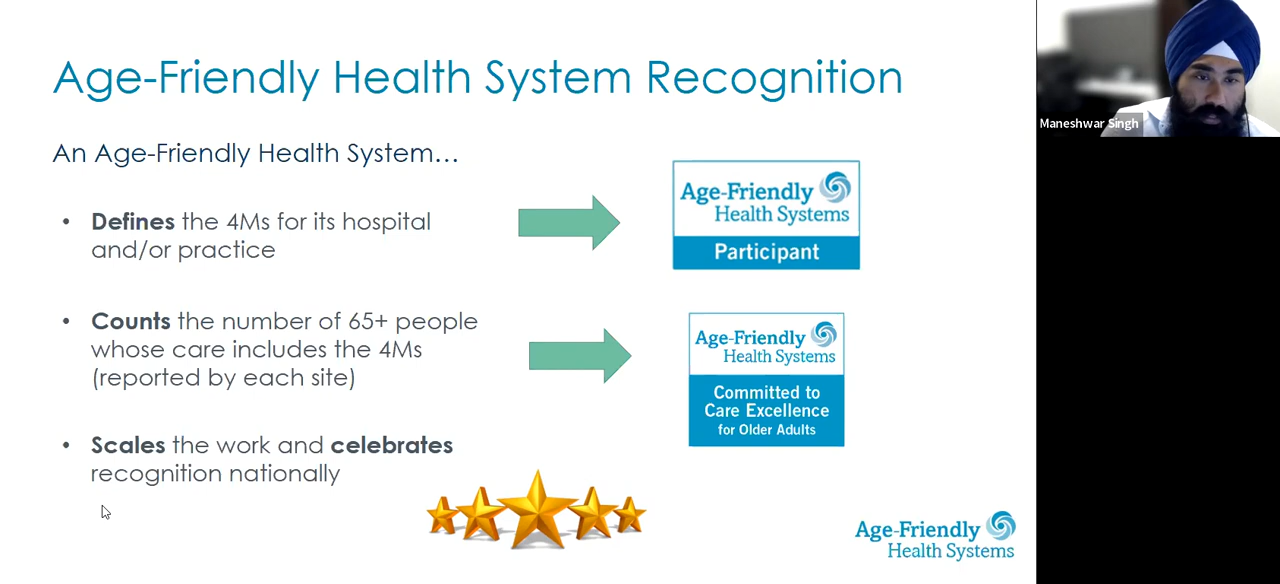 Age-Friendly Health System Recognition
An Age-Friendly Health System…
• Defines the 4Ms for its hospital
and/or practice
Age-Friendly
Health Systems
Participant
• Counts the number of 65+ people
whose care includes the 4Ms
(reported by each site)
Age-Friendly
Health Systems
Committed to
Care Excellence
for Older Adults
• Scales the work and celebrates
recognition nationally
Age-Friendly
Health Systems
Maneshwar Singh